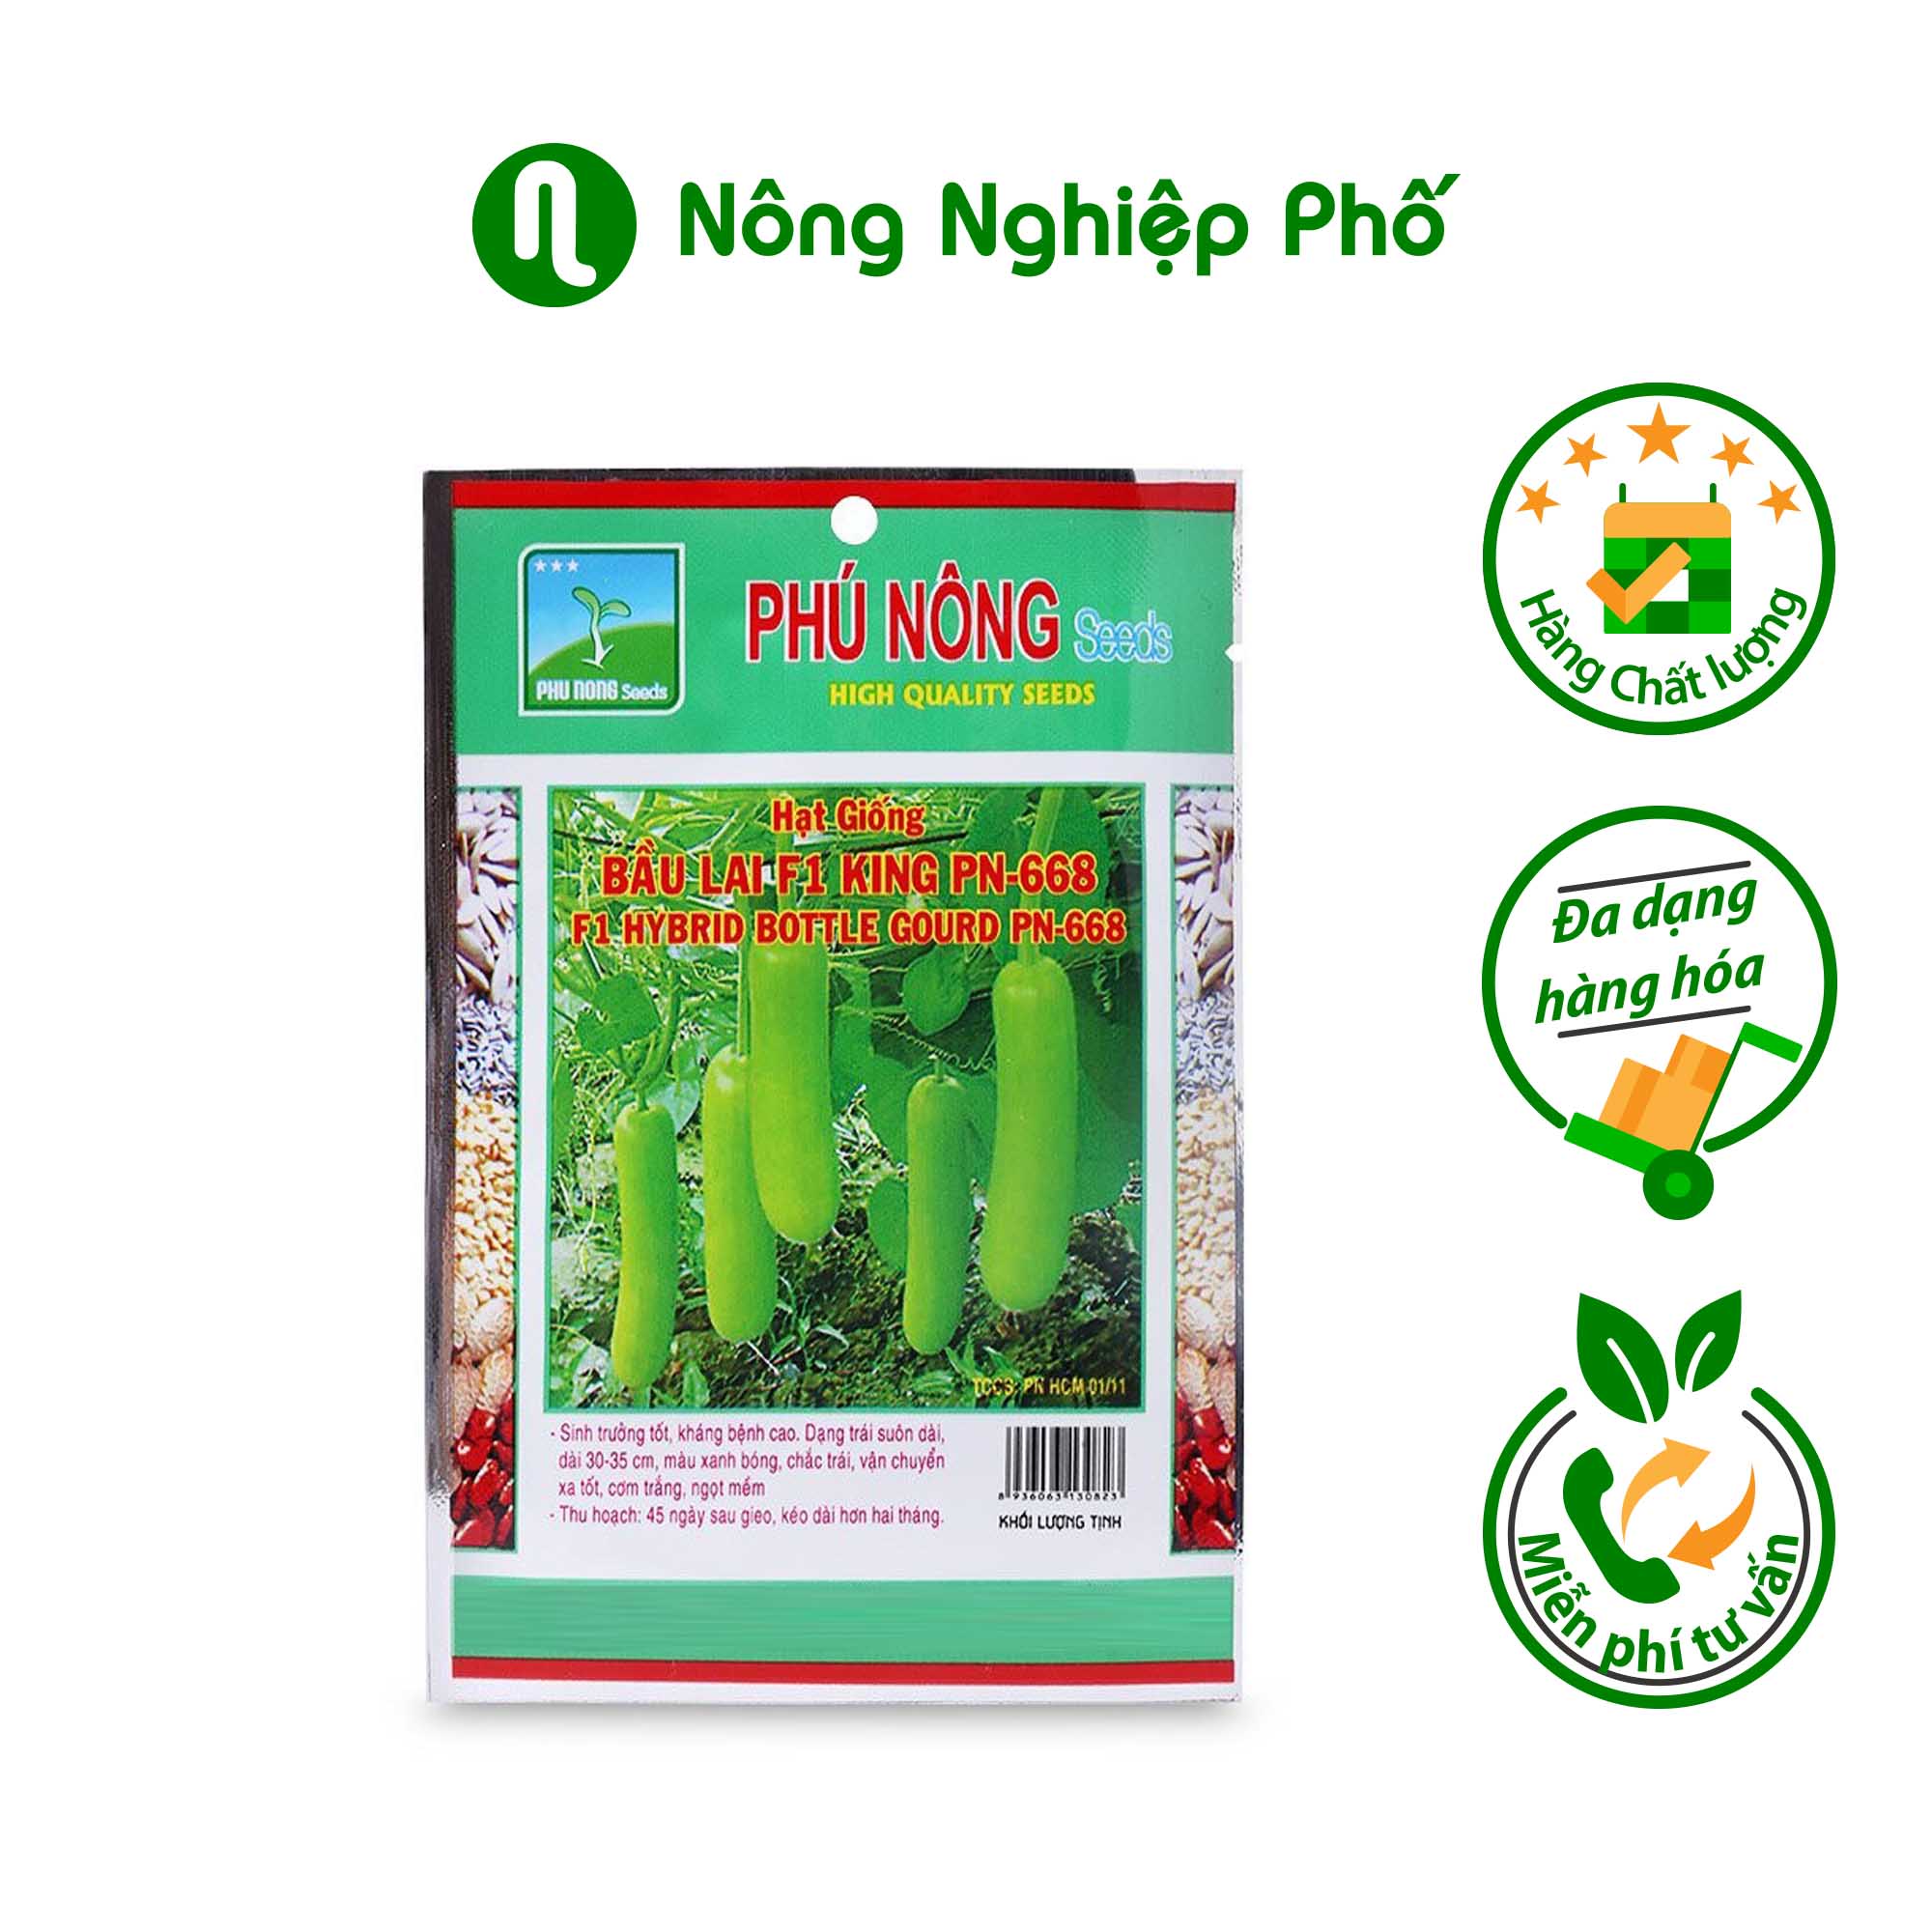 Nông Nghiệp Phố
PHÚ NÔNG Seeds
HIGH QUALITY SEEDS
PHU NONG Seeds
Hạt Giống
BẦU LAI F1 KING PN-668
F1 HYBRID BOTTLE GOURD PN-668
TCCS: PN HCM 01/11
- Sinh trưởng tốt, kháng bệnh cao. Dạng trái suôn dài,
dài 30-35 cm, màu xanh bóng, chắc trái, vận chuyển
xa tốt, cơm trắng, ngọt mềm
- Thu hoạch: 45 ngày sau gieo, kéo dài hơn hai tháng.
8 936063 130823
KHỐI LƯỢNG TỊNH
Hàng Chất lượng
Đa dạng
hàng hóa
Miễn phí tư vấn